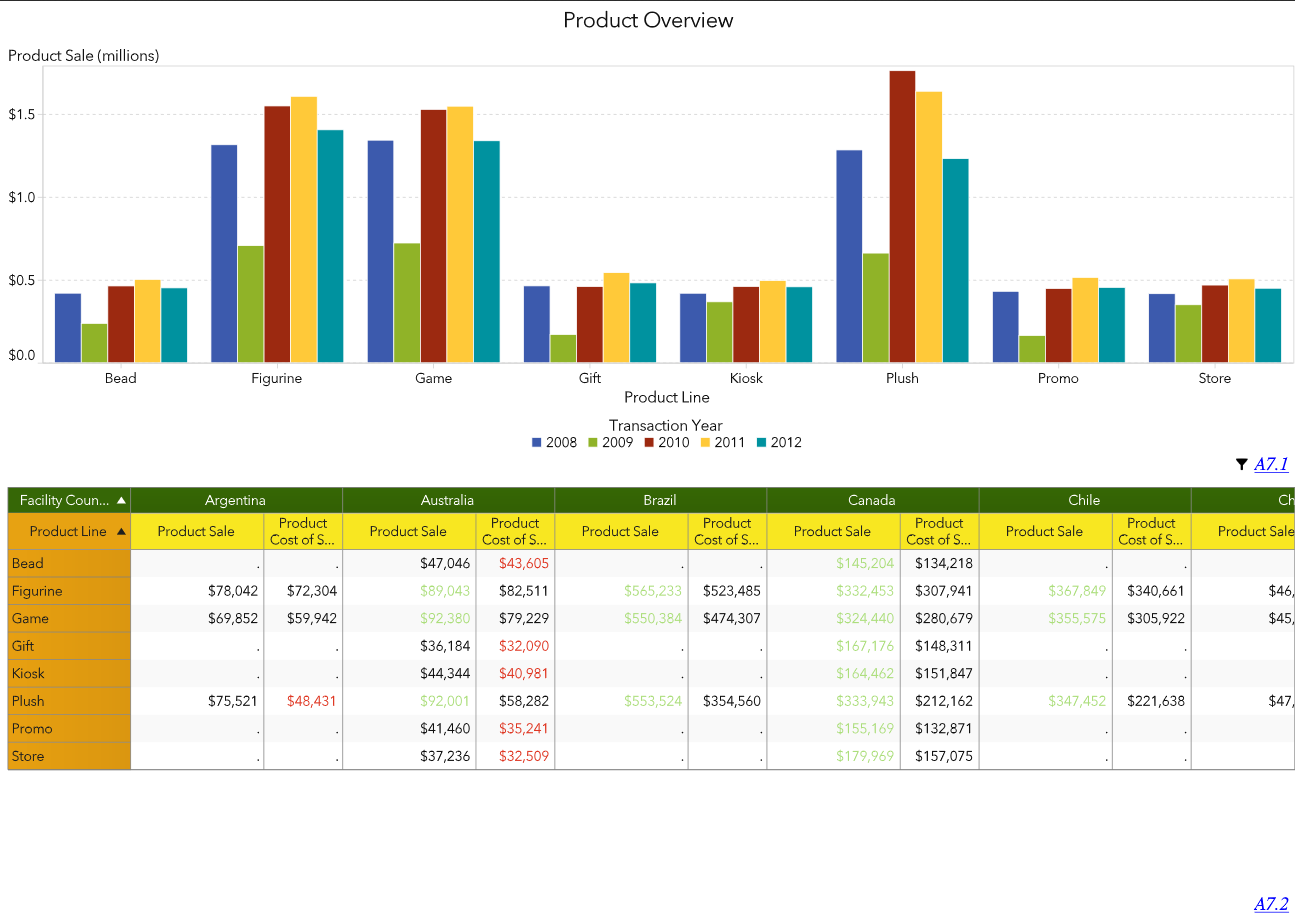 Product Overview
Product Sale (millions)
$1.5
$1.0
$0.5
$0.0
Bead Figurine Game Gift Kiosk Plush Promo Store
Product Line
Transaction Year
2008 2009 2010 2011 2012
A7.1
Facility Coun... ▲ Argentina Australia Brazil Canada Chile Ch
Product Line ▲ Product Sale Product Cost of S... Product Sale Product Cost of S... Product Sale Product Cost of S... Product Sale Product Cost of S... Product Sale Product Cost of S... Product Sale
Bead . . $47,046 $43,605 . . $145,204 $134,218 . .
Figurine $78,042 $72,304 $89,043 $82,511 $565,233 $523,485 $332,453 $307,941 $367,849 $340,661 $46,
Game $69,852 $59,942 $92,380 $79,229 $550,384 $474,307 $324,440 $280,679 $355,575 $305,922 $45,
Gift . . $36,184 $32,090 . . $167,176 $148,311 . .
Kiosk . . $44,344 $40,981 . . $164,462 $151,847 . .
Plush $75,521 $48,431 $92,001 $58,282 $553,524 $354,560 $333,943 $212,162 $347,452 $221,638 $47,
Promo . . $41,460 $35,241 . . $155,169 $132,871 . .
Store . . $37,236 $32,509 . . $179,969 $157,075 . .
A7.2